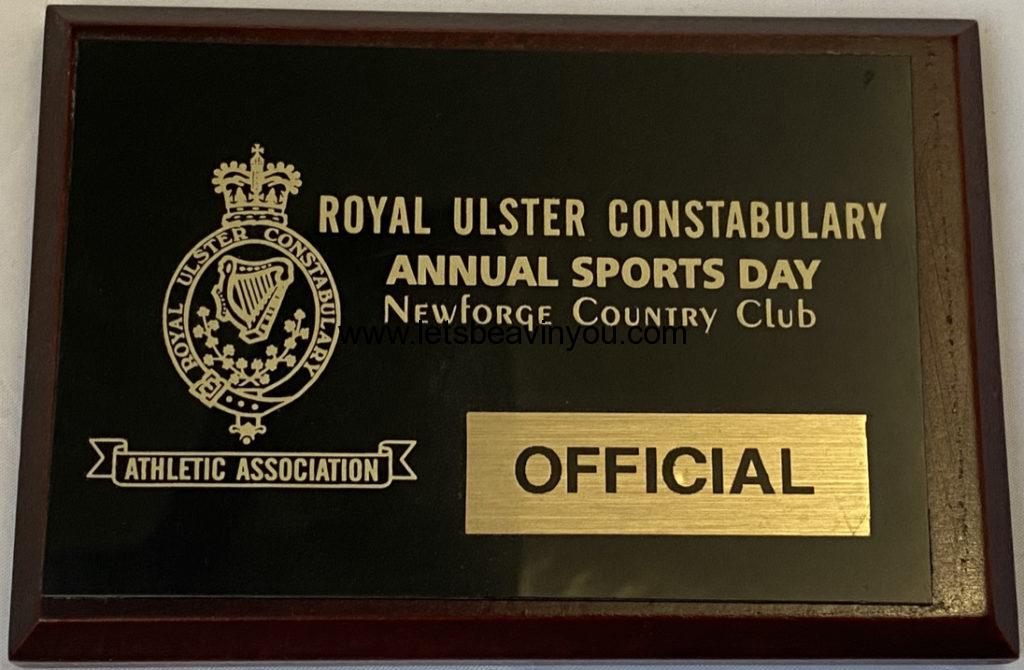 ROYAL ULSTER CONSTABULARY
ROYAL ULSTER CONSTABULARY
ANNUAL SPORTS DAY
Newforge Country Club
www.letsbeavinyou.com
ATHLETIC ASSOCIATION
OFFICIAL